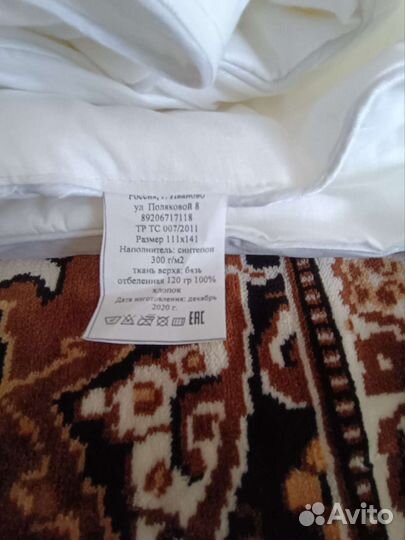 Россия, г. Иваново
ул. Поляковой 8
89206717118
ТР ТС 007/2011
Размер 111х141
Наполнитель: синтепон
300 г/м2
ткань верха: бязь
отбеленная 120 гр 100%
хлопок
Дата изготовления: декабрь
2020 г.
EAC
Avito